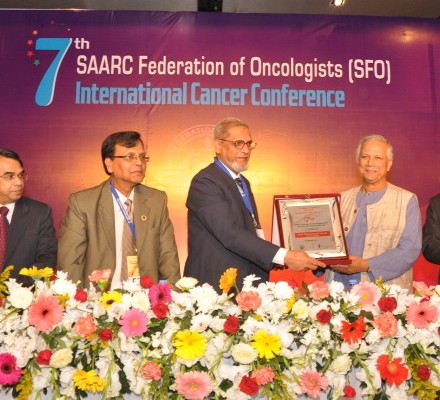 7th
SAARC Federation of Oncologists (SFO)
International Cancer Conference